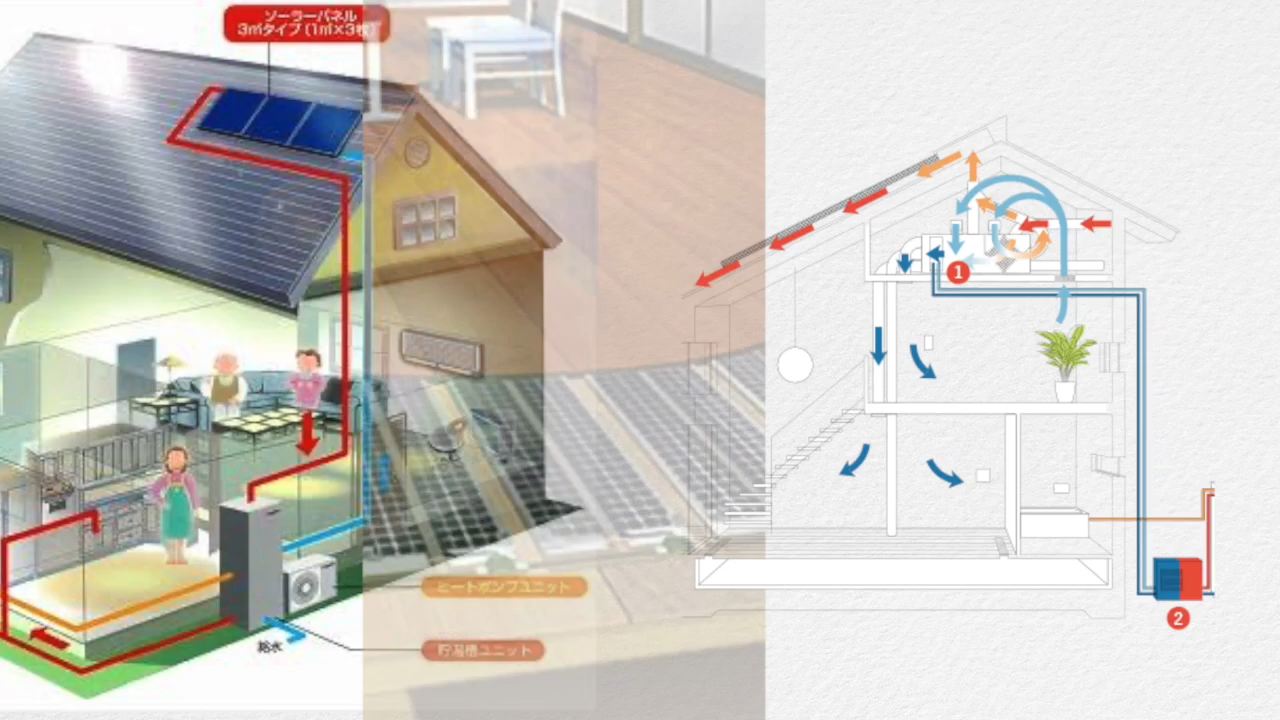 ソーラーパネル
3㎡タイプ(1㎡×3枚)
1
ヒートポンプユニット
2
給水
貯湯槽ユニット